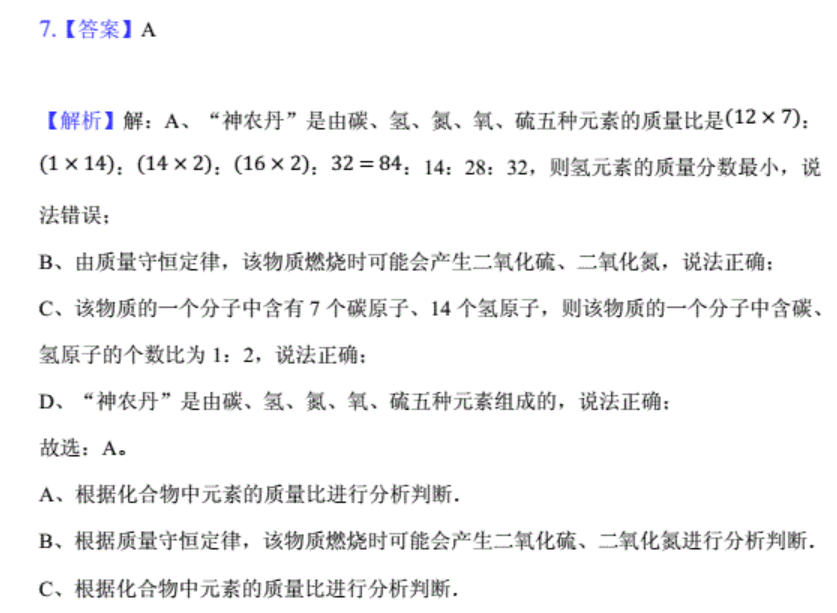 7.【答案】A
【解析】解：A、“神农丹”是由碳、氢、氮、氧、硫五种元素的质量比是(12 × 7)：
(1 × 14)：(14 × 2)：(16 × 2)：32 = 84：14：28：32，则氢元素的质量分数最小，说
法错误；
B、由质量守恒定律，该物质燃烧时可能会产生二氧化硫、二氧化氮，说法正确；
C、该物质的一个分子中含有 7 个碳原子、14 个氢原子，则该物质的一个分子中含碳、
氢原子的个数比为 1：2，说法正确；
D、“神农丹”是由碳、氢、氮、氧、硫五种元素组成的，说法正确；
故选：A。
A、根据化合物中元素的质量比进行分析判断．
B、根据质量守恒定律，该物质燃烧时可能会产生二氧化硫、二氧化氮进行分析判断．
C、根据化合物中元素的质量比进行分析判断．